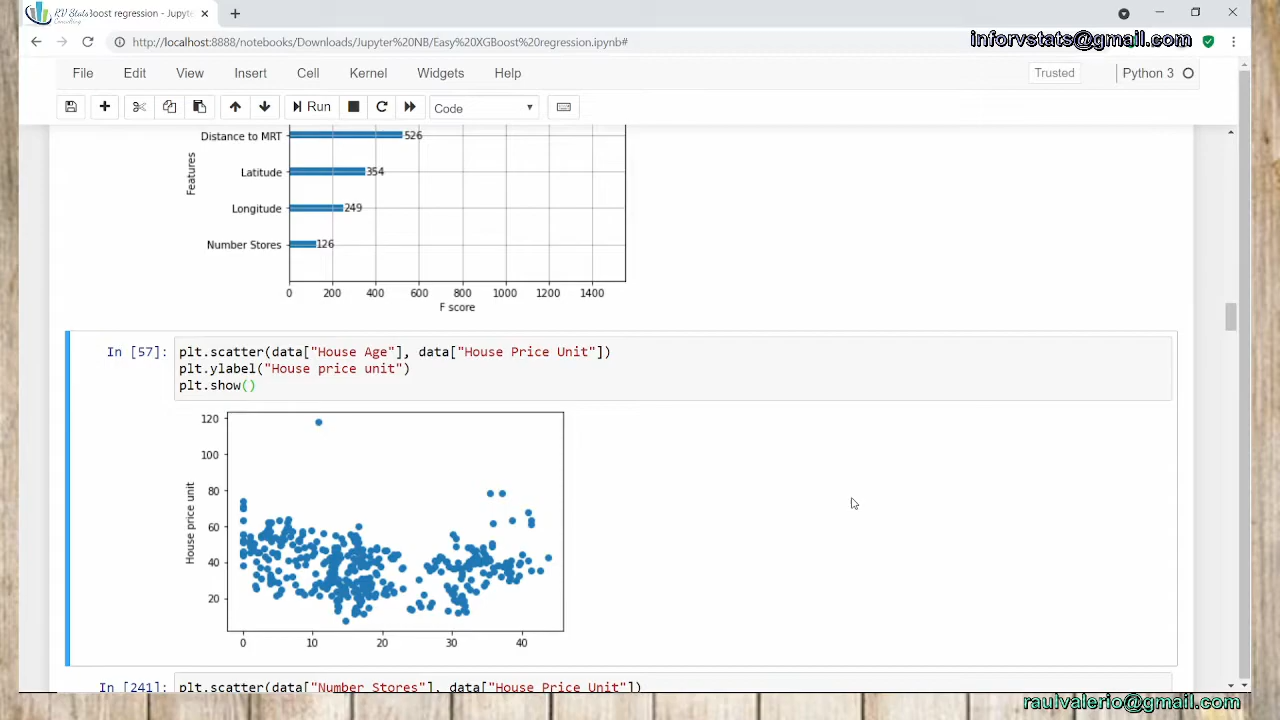 Boost regression - Jupyte
http://localhost:8888/notebooks/Downloads/Jupyter%20NB/Easy%20XGBoost%20regression.ipynb#
inforvstats@gmail.com
File Edit View Insert Cell Kernel Widgets Help
Trusted
Python 3
Run
Code
Features
Distance to MRT
526
Latitude
354
Longitude
249
Number Stores
126
0 200 400 600 800 1000 1200 1400
F score
In [57]:
plt.scatter(data["House Age"], data["House Price Unit"])
plt.ylabel("House price unit")
plt.show()
House price unit
120
100
80
60
40
20
0 10 20 30 40
In [241]:
plt.scatter(data["Number Stores"], data["House Price Unit"])
raulvalerio@gmail.com